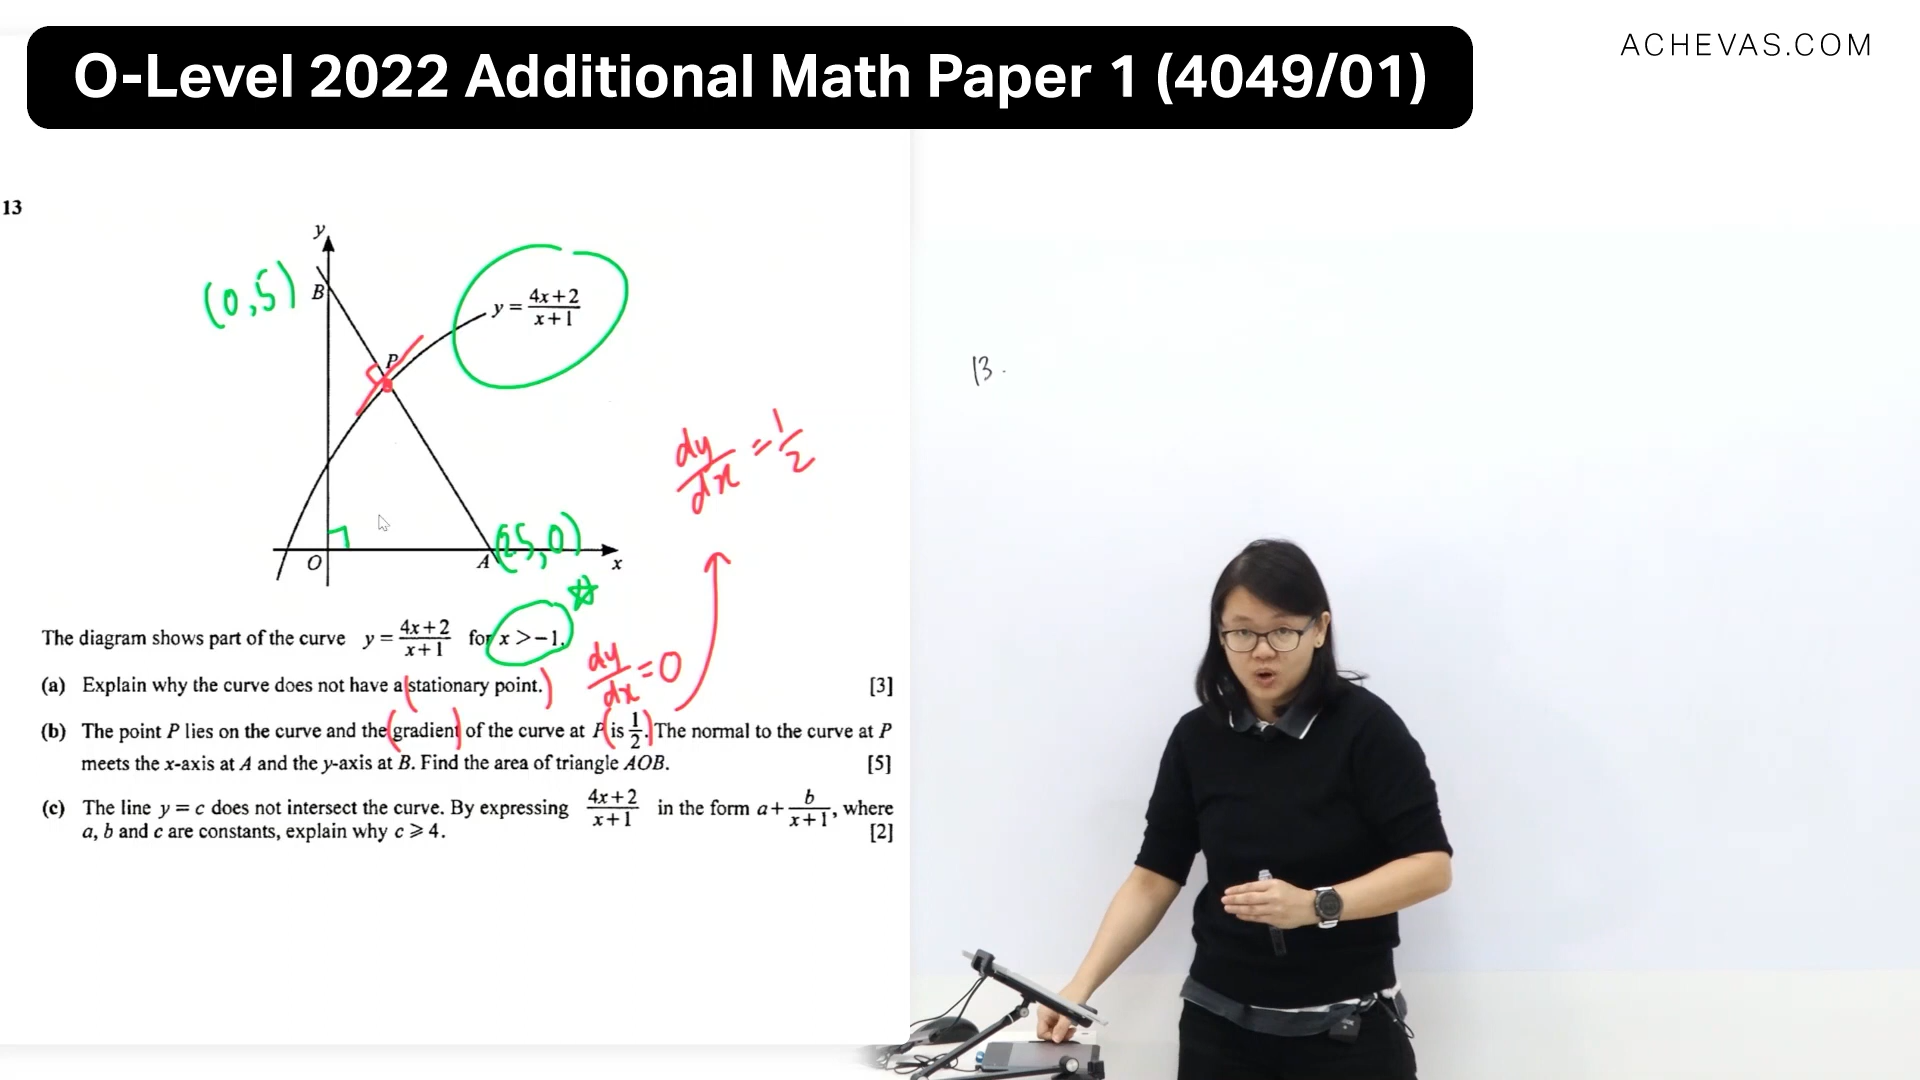 O-Level 2022 Additional Math Paper 1 (4049/01)
ACHEVAS.COM
13
y
(0,5)
B
y = 4x+2 / x+1
P
13.
dy/dx = 1/2
(2.5,0)
O
A
x
The diagram shows part of the curve y = 4x+2 / x+1 for x > −1.
dy/dx = 0
(a) Explain why the curve does not have a (stationary point.) [3]
(b) The point P lies on the curve and the (gradient) of the curve at P (is 1/2.) The normal to the curve at P
meets the x-axis at A and the y-axis at B. Find the area of triangle AOB. [5]
(c) The line y = c does not intersect the curve. By expressing 4x+2 / x+1 in the form a + b / x+1, where
a, b and c are constants, explain why c ⩾ 4. [2]